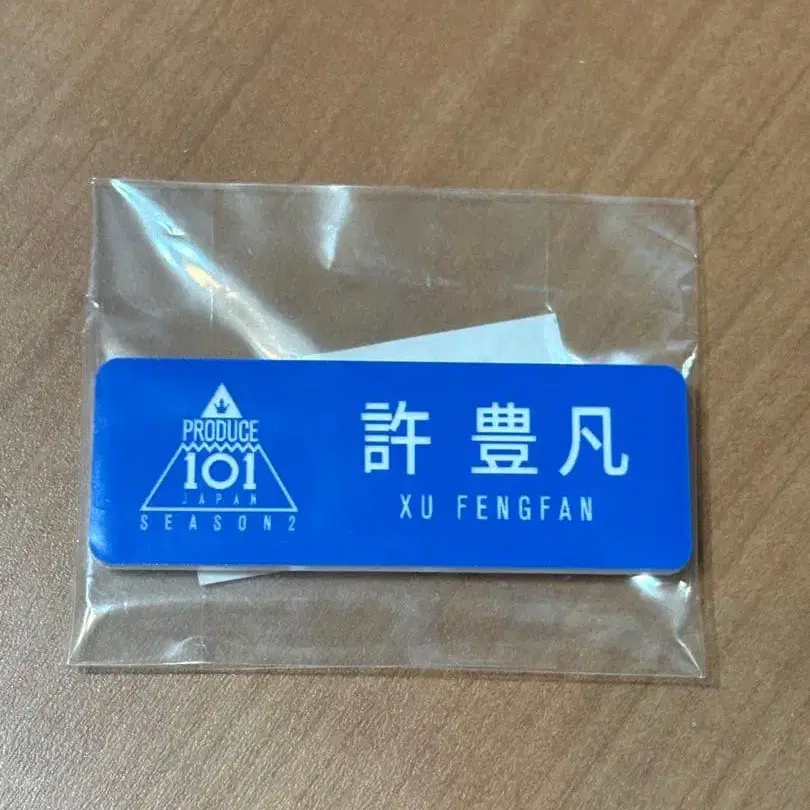 PRODUCE
101
JAPAN
SEASON2
許 豊凡
XU FENGFAN